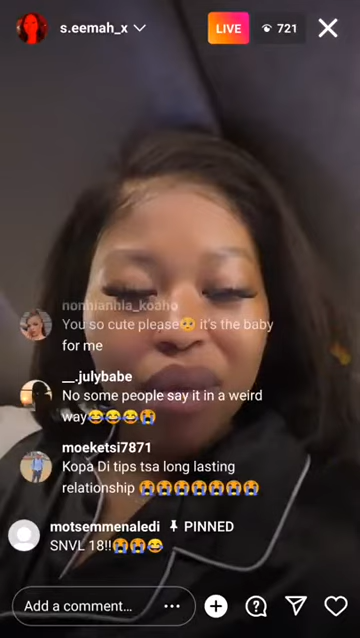 s.eemah_x
LIVE
721
nonhlanhla_koaho
You so cute please🥺 it's the baby
for me
__.julybabe
No some people say it in a weird
way😂😂😂😭
moeketsi7871
Kopa Di tips tsa long lasting
relationship 😭😭😭😭😭😭😭
motsemmenaledi 📌 PINNED
SNVL 18!!😭😭😂
Add a comment...